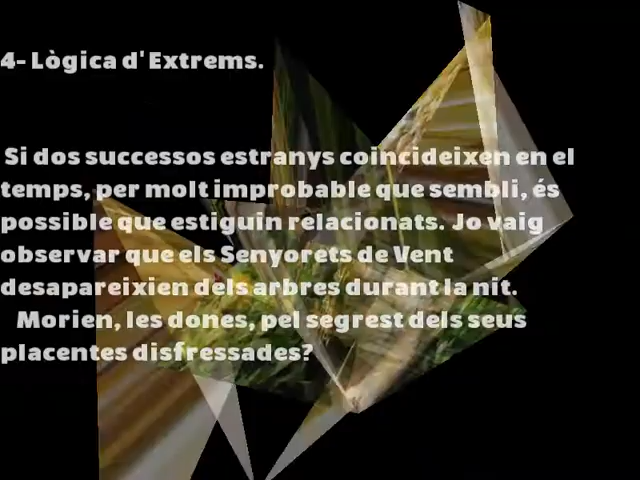 4- Lògica d' Extrems.
Si dos successos estranys coincideixen en el
temps, per molt improbable que sembli, és
possible que estiguin relacionats. Jo vaig
observar que els Senyorets de Vent
desapareixien dels arbres durant la nit.
Morien, les dones, pel segrest dels seus
placentes disfressades?